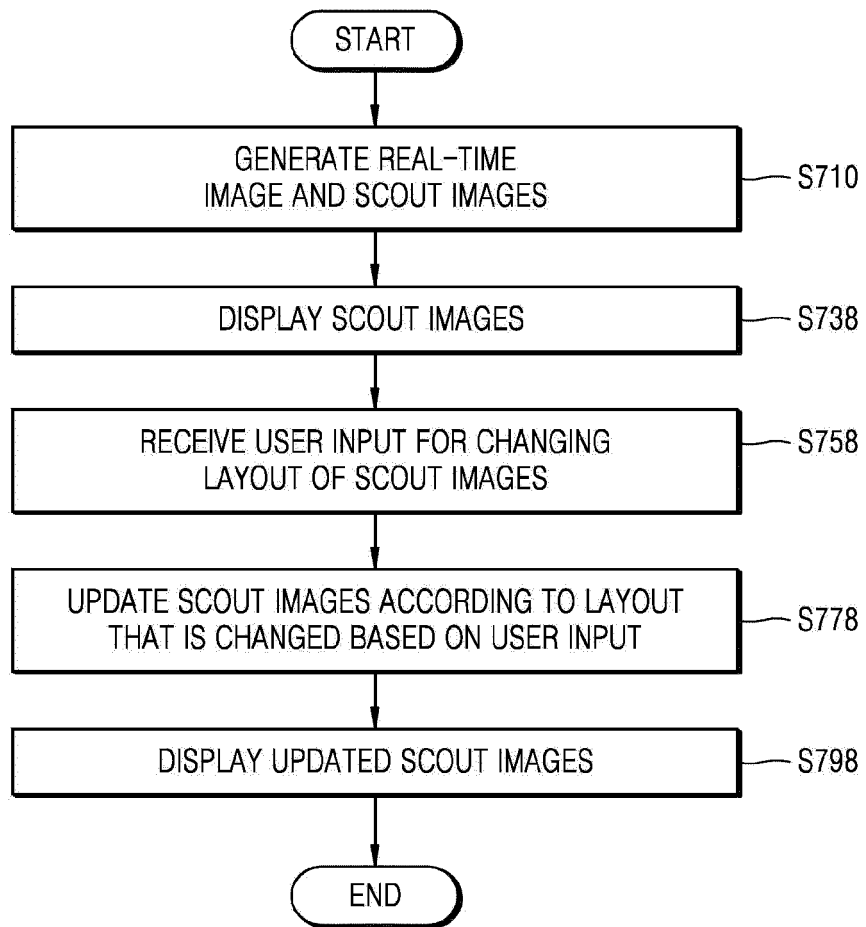 START
GENERATE REAL-TIME
IMAGE AND SCOUT IMAGES
S710
DISPLAY SCOUT IMAGES
S738
RECEIVE USER INPUT FOR CHANGING
LAYOUT OF SCOUT IMAGES
S758
UPDATE SCOUT IMAGES ACCORDING TO LAYOUT
THAT IS CHANGED BASED ON USER INPUT
S778
DISPLAY UPDATED SCOUT IMAGES
S798
END